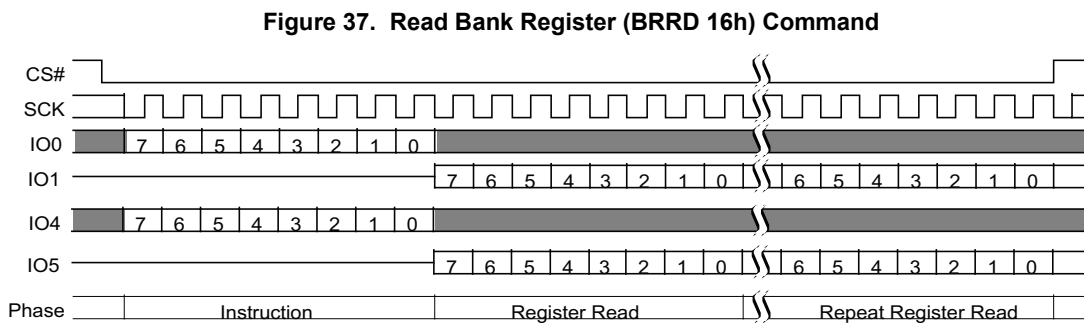 Figure 37. Read Bank Register (BRRD 16h) Command
CS#
SCK
IO0 7 6 5 4 3 2 1 0
IO1 7 6 5 4 3 2 1 0 6 5 4 3 2 1 0
IO4 7 6 5 4 3 2 1 0
IO5 7 6 5 4 3 2 1 0 6 5 4 3 2 1 0
Phase Instruction Register Read Repeat Register Read